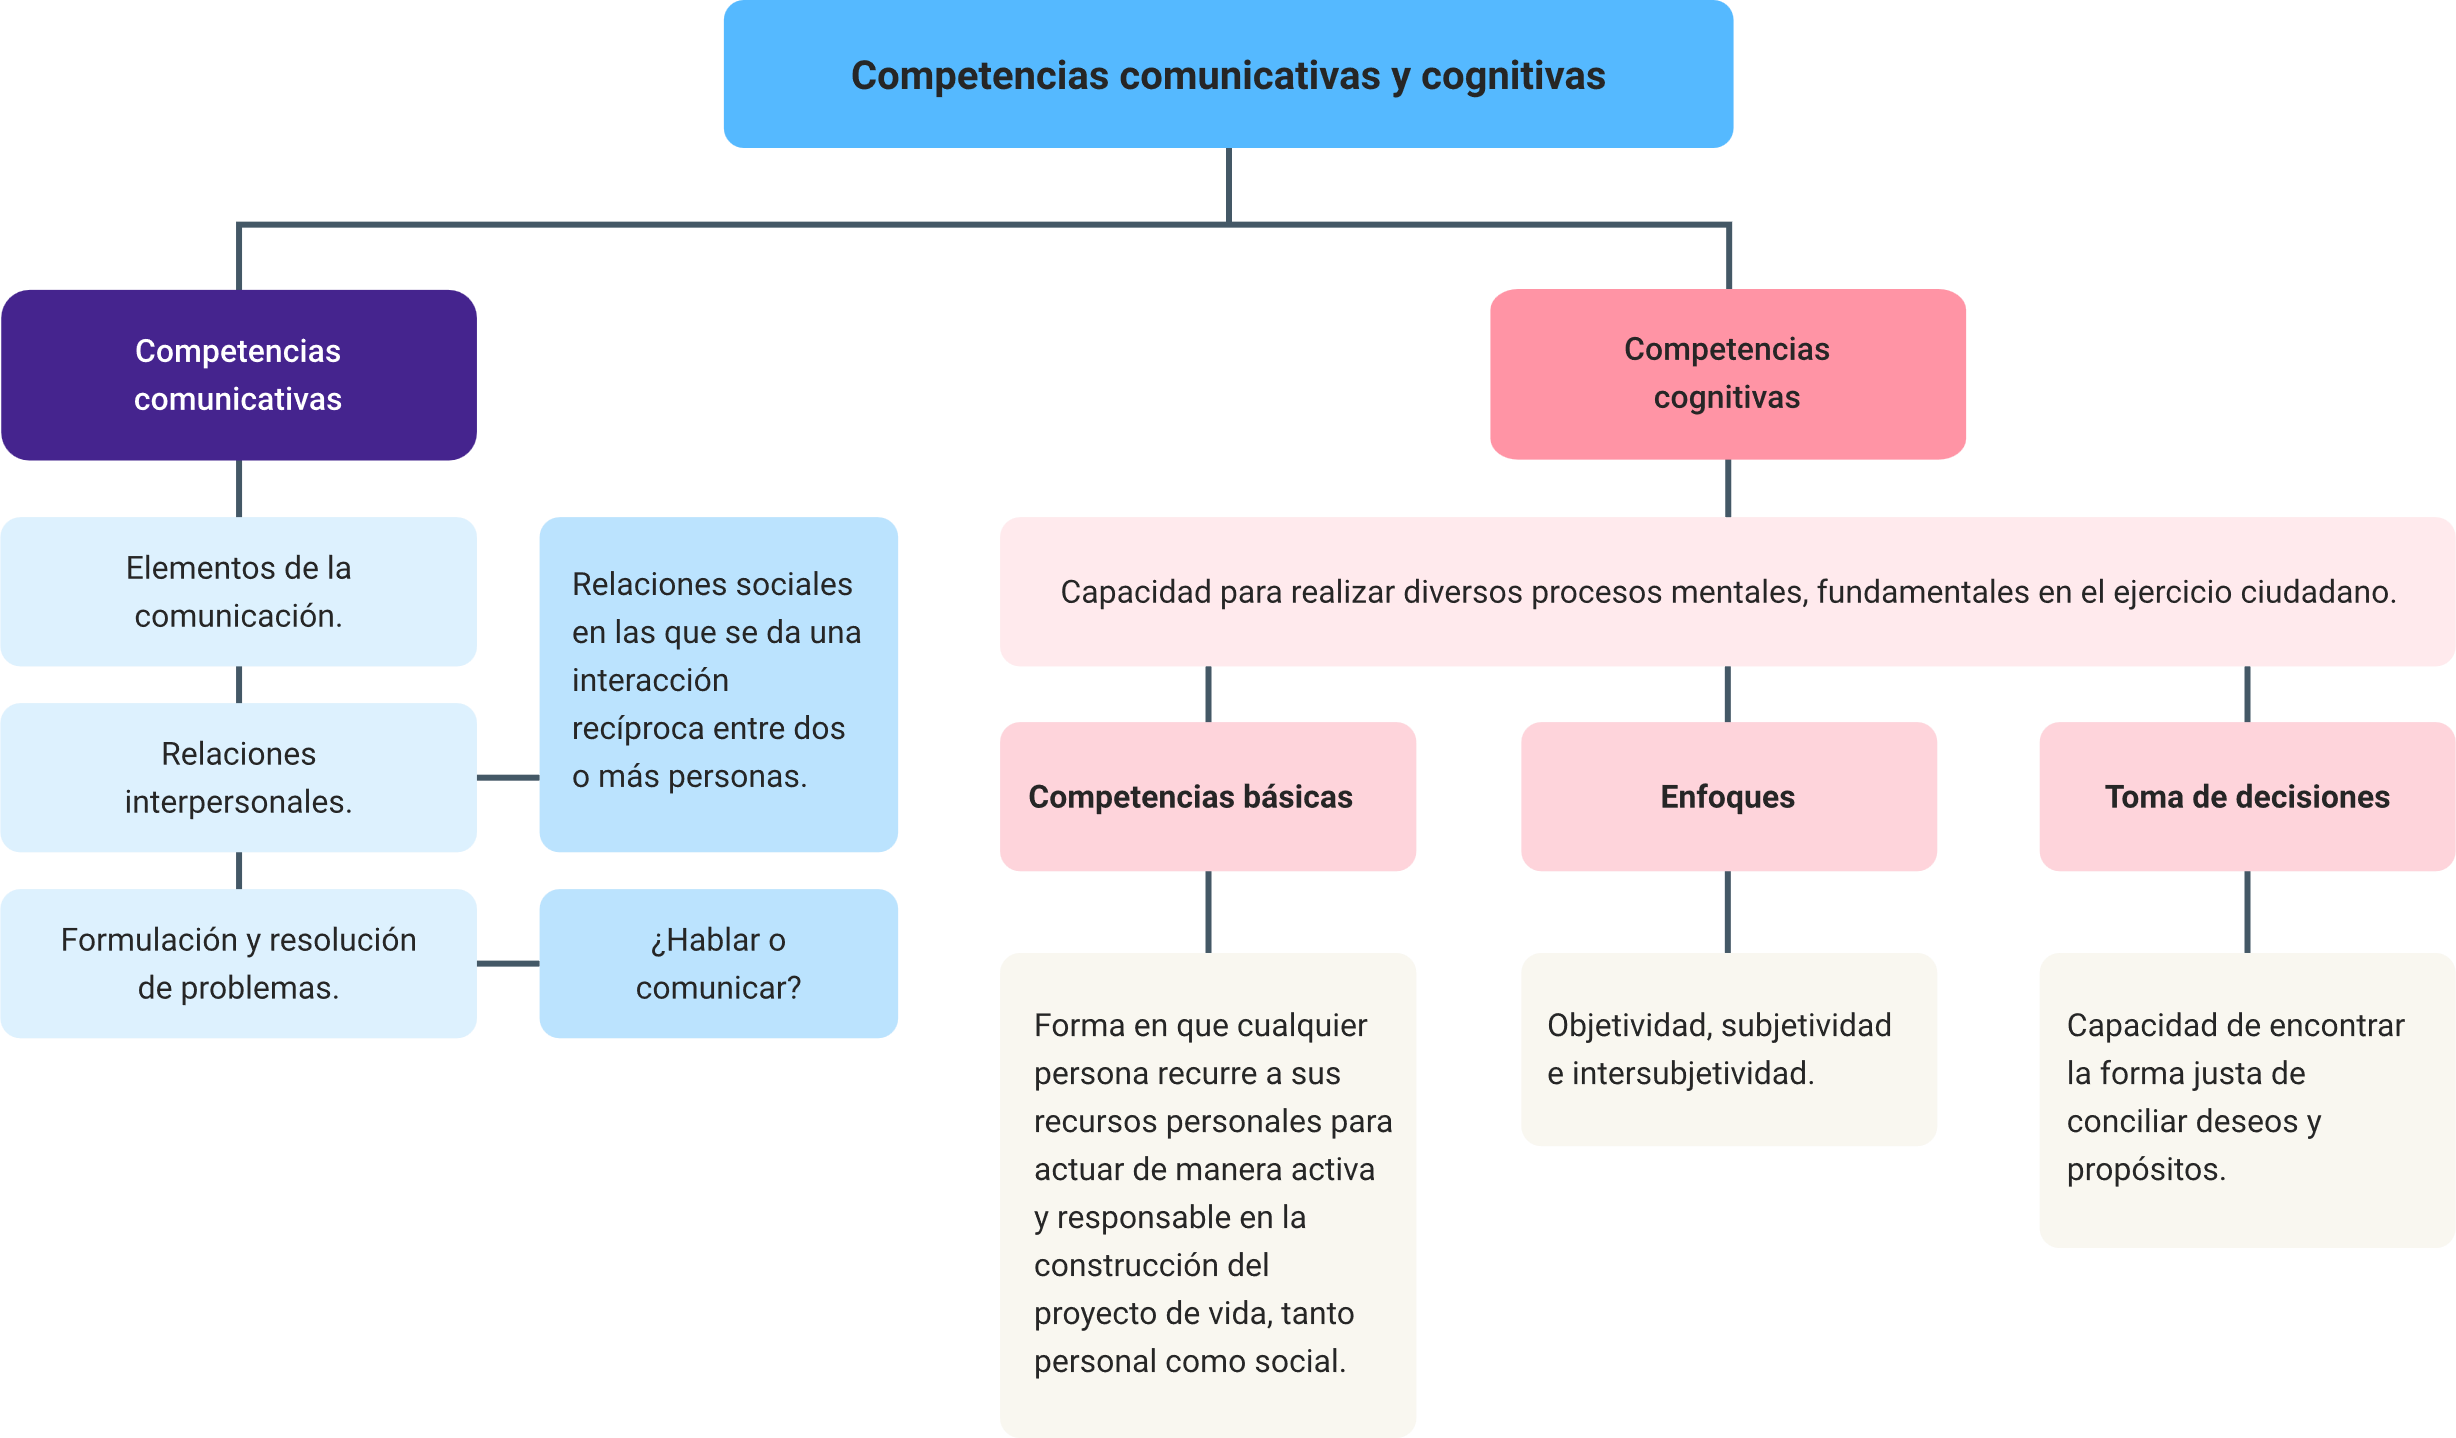 Competencias comunicativas y cognitivas
Competencias
comunicativas
Elementos de la
comunicación.
Relaciones
interpersonales.
Relaciones sociales
en las que se da una
interacción
recíproca entre dos
o más personas.
Formulación y resolución
de problemas.
¿Hablar o
comunicar?
Competencias
cognitivas
Capacidad para realizar diversos procesos mentales, fundamentales en el ejercicio ciudadano.
Competencias básicas
Forma en que cualquier
persona recurre a sus
recursos personales para
actuar de manera activa
y responsable en la
construcción del
proyecto de vida, tanto
personal como social.
Enfoques
Objetividad, subjetividad
e intersubjetividad.
Toma de decisiones
Capacidad de encontrar
la forma justa de
conciliar deseos y
propósitos.